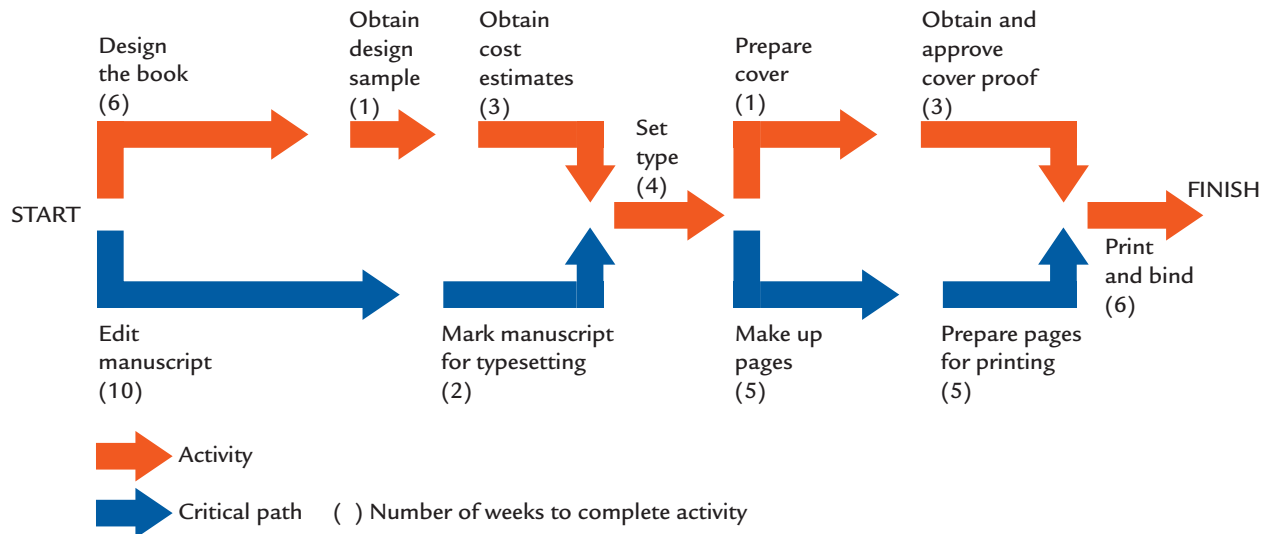 Design
the book
(6)
Obtain
design
sample
(1)
Obtain
cost
estimates
(3)
Set
type
(4)
Prepare
cover
(1)
Obtain and
approve
cover proof
(3)
START
FINISH
Edit
manuscript
(10)
Mark manuscript
for typesetting
(2)
Make up
pages
(5)
Prepare pages
for printing
(5)
Print
and bind
(6)
Activity
Critical path ( ) Number of weeks to complete activity